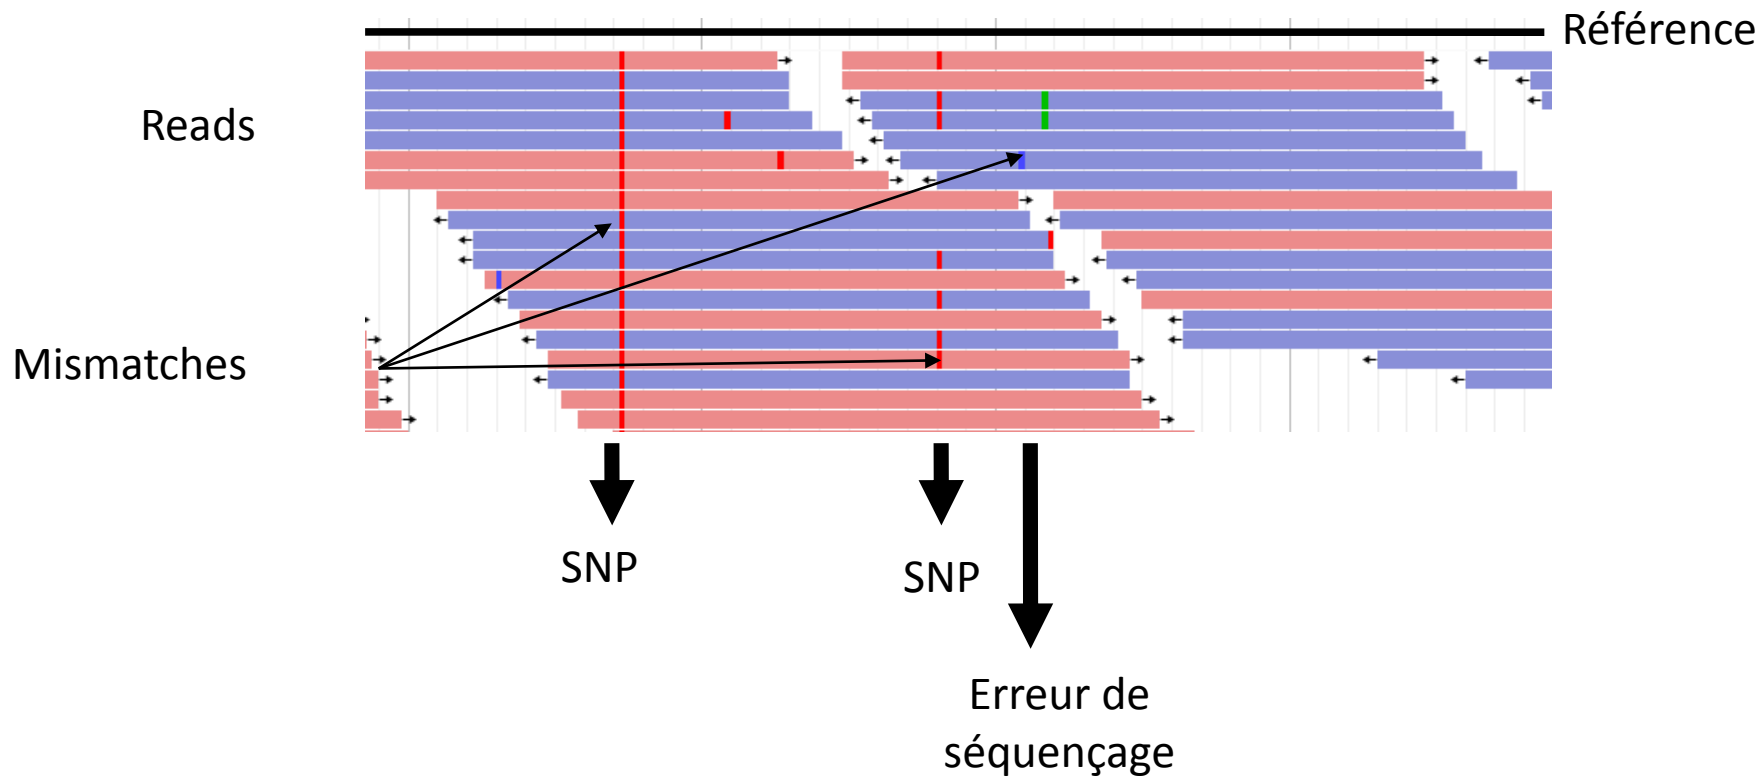 Référence
Reads
Mismatches
SNP
SNP
Erreur de
séquençage